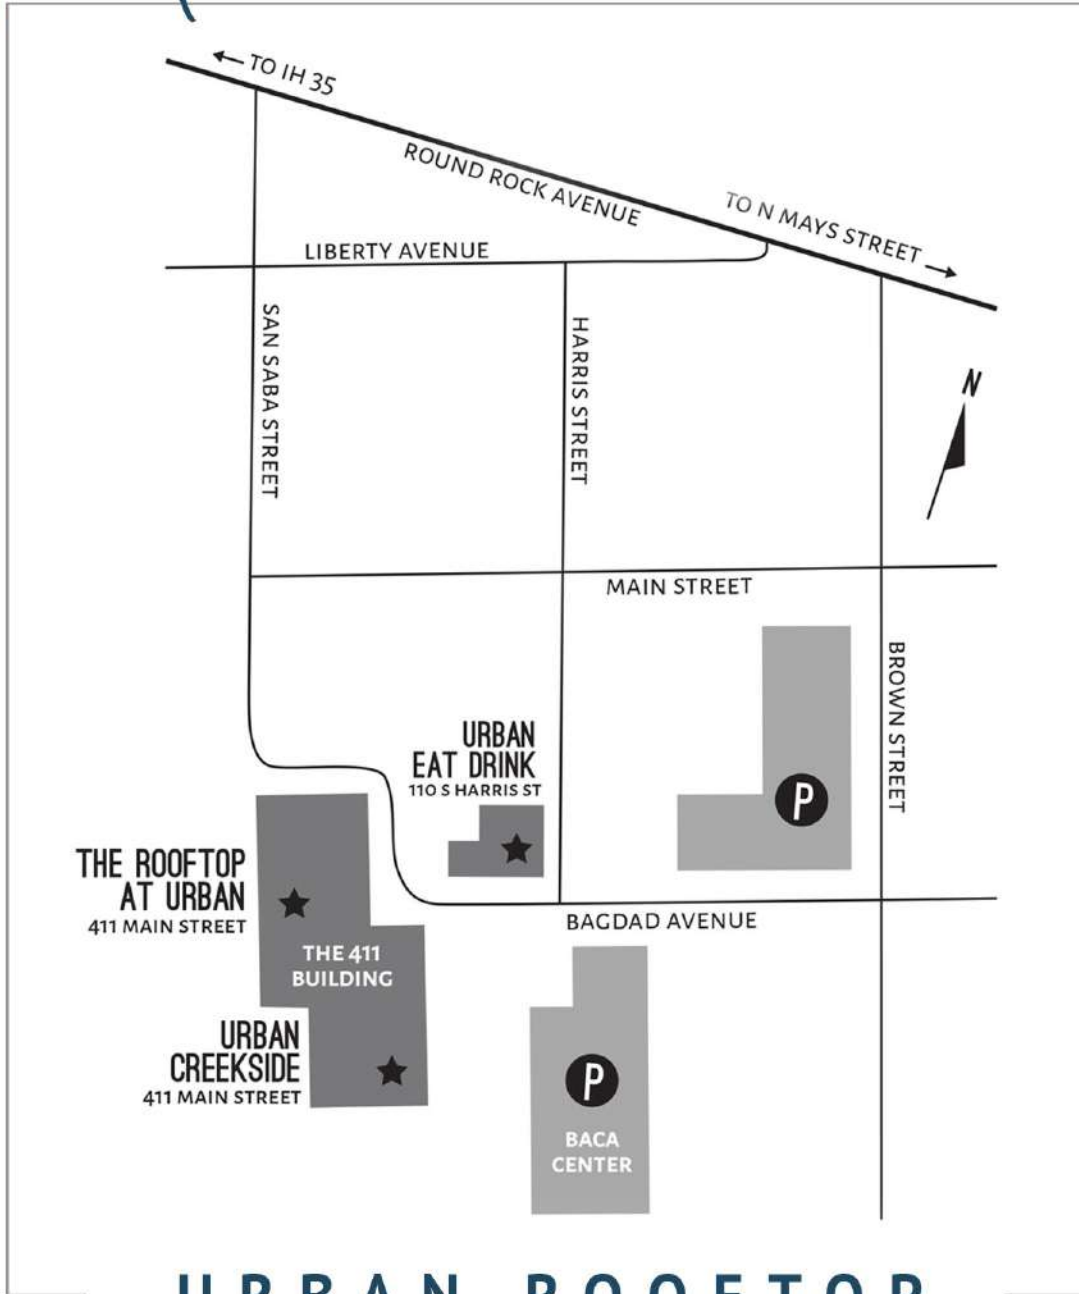 ← TO IH 35
ROUND ROCK AVENUE
TO N MAYS STREET →
LIBERTY AVENUE
SAN SABA STREET
HARRIS STREET
N
MAIN STREET
BROWN STREET
URBAN
EAT DRINK
110 S HARRIS ST
P
THE ROOFTOP
AT URBAN
411 MAIN STREET
THE 411
BUILDING
BAGDAD AVENUE
URBAN
CREEKSIDE
411 MAIN STREET
P
BACA
CENTER
URBAN ROOFTOP